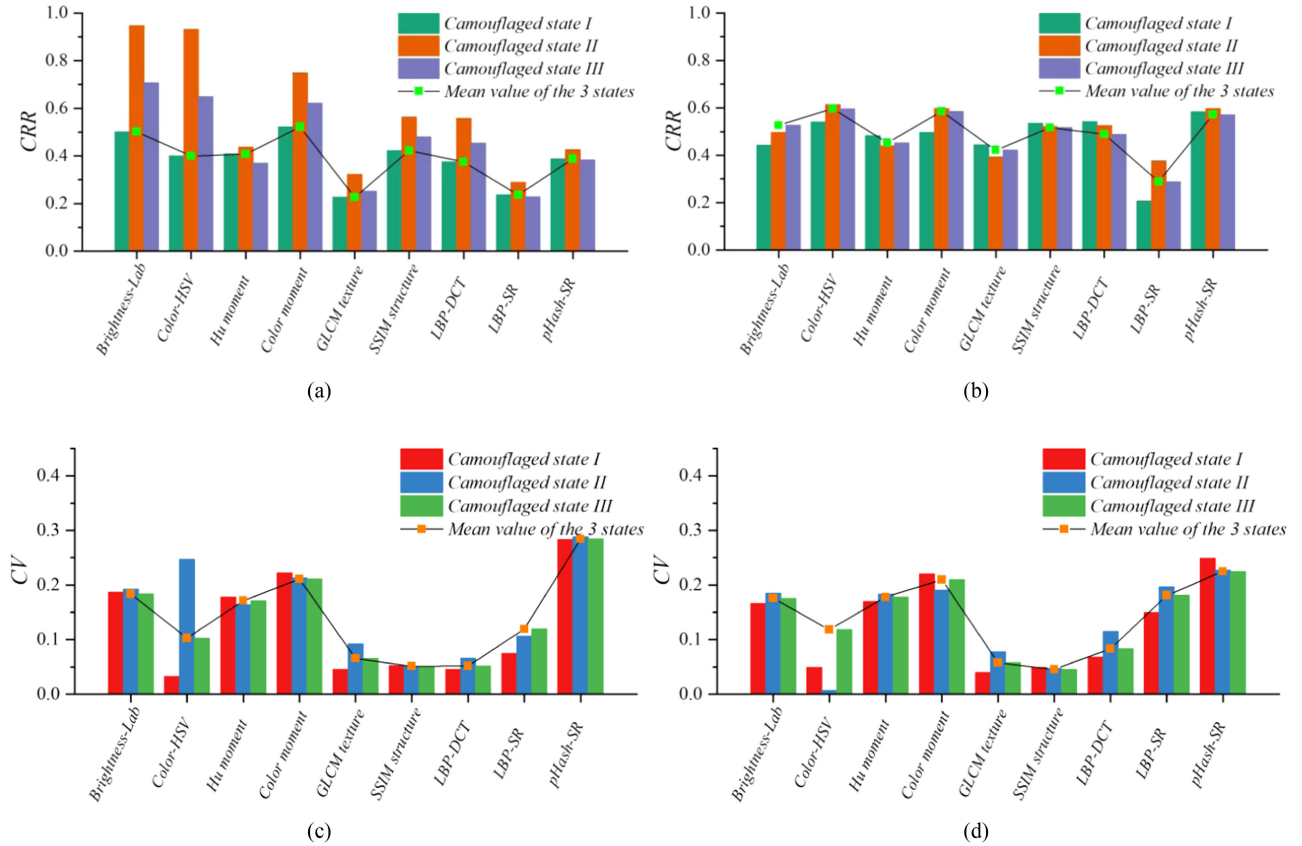 1.0
0.8
0.6
0.4
0.2
0.0
CRR
Camouflaged state I
Camouflaged state II
Camouflaged state III
Mean value of the 3 states
Brightness-Lab
Color-HSV
Hu moment
Color moment
GLCM texture
SSIM structure
LBP-DCT
LBP-SR
pHash-SR
(a)
1.0
0.8
0.6
0.4
0.2
0.0
CRR
Camouflaged state I
Camouflaged state II
Camouflaged state III
Mean value of the 3 states
Brightness-Lab
Color-HSV
Hu moment
Color moment
GLCM texture
SSIM structure
LBP-DCT
LBP-SR
pHash-SR
(b)
0.4
0.3
0.2
0.1
0.0
CV
Camouflaged state I
Camouflaged state II
Camouflaged state III
Mean value of the 3 states
Brightness-Lab
Color-HSV
Hu moment
Color moment
GLCM texture
SSIM structure
LBP-DCT
LBP-SR
pHash-SR
(c)
0.4
0.3
0.2
0.1
0.0
CV
Camouflaged state I
Camouflaged state II
Camouflaged state III
Mean value of the 3 states
Brightness-Lab
Color-HSV
Hu moment
Color moment
GLCM texture
SSIM structure
LBP-DCT
LBP-SR
pHash-SR
(d)